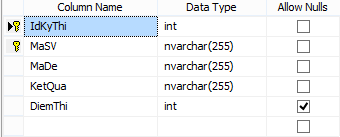 Column Name Data Type Allow Nulls
IdKyThi int
MaSV nvarchar(255)
MaDe nvarchar(255)
KetQua nvarchar(255)
DiemThi int